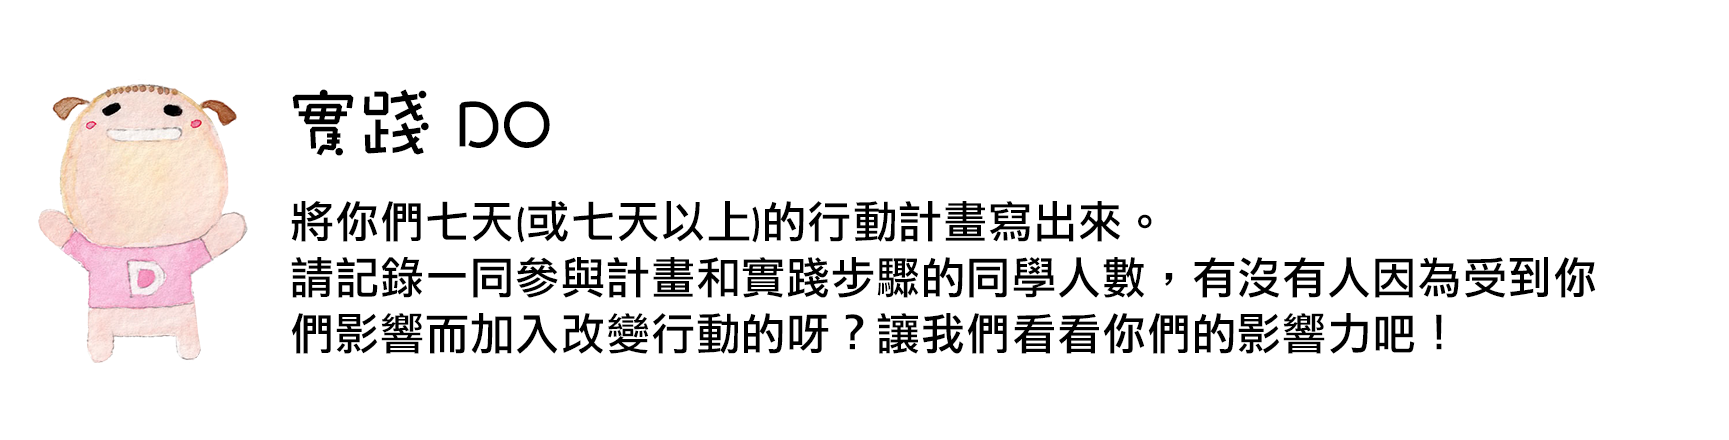 實踐 DO
將你們七天(或七天以上)的行動計畫寫出來。
請記錄一同參與計畫和實踐步驟的同學人數，有沒有人因為受到你
們影響而加入改變行動的呀？讓我們看看你們的影響力吧！
D